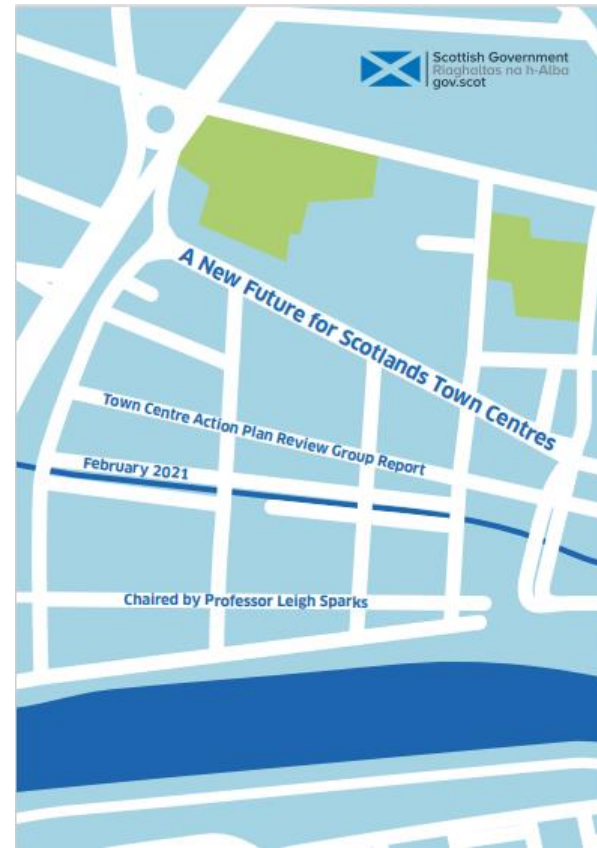 Scottish Government
Riaghaltas na h-Alba
gov.scot
A New Future for Scotlands Town Centres
Town Centre Action Plan Review Group Report
February 2021
Chaired by Professor Leigh Sparks